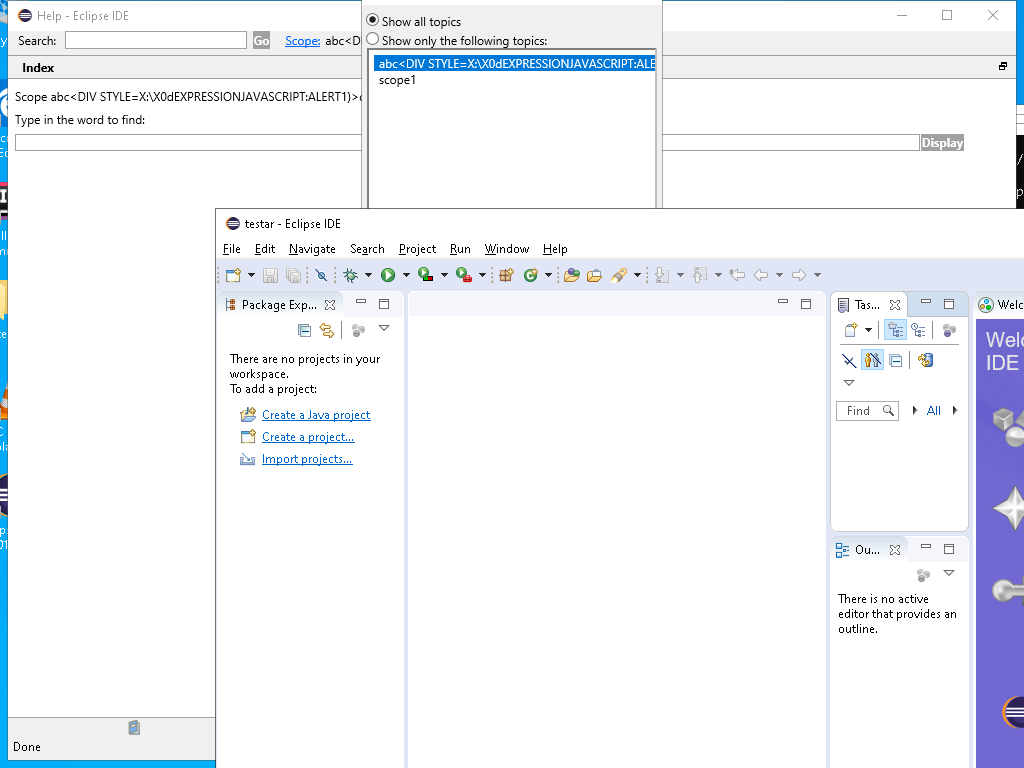 Help - Eclipse IDE
Search:
Go
Scope:
abc<D
Index
Scope abc<DIV STYLE=X:\X0dEXPRESSIONJAVASCRIPT:ALERT1)>
Type in the word to find:
Display
Show all topics
Show only the following topics:
abc<DIV STYLE=X:\X0dEXPRESSIONJAVASCRIPT:ALE
scope1
testar - Eclipse IDE
File Edit Navigate Search Project Run Window Help
Package Exp...
There are no projects in your
workspace.
To add a project:
Create a Java project
Create a project...
Import projects...
Tas...
Find
All
Ou...
There is no active
editor that provides an
outline.
Welc
Welc
IDE
Done